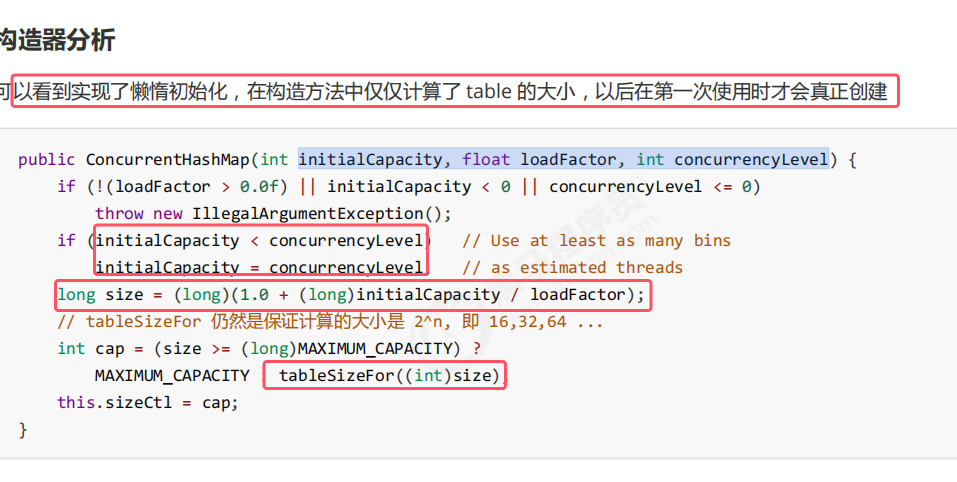 构造器分析
可以看到实现了懒惰初始化，在构造方法中仅仅计算了 table 的大小，以后在第一次使用时才会真正创建
public ConcurrentHashMap(int initialCapacity, float loadFactor, int concurrencyLevel) {
if (!(loadFactor > 0.0f) || initialCapacity < 0 || concurrencyLevel <= 0)
throw new IllegalArgumentException();
if (initialCapacity < concurrencyLevel) // Use at least as many bins
initialCapacity = concurrencyLevel // as estimated threads
long size = (long)(1.0 + (long)initialCapacity / loadFactor);
// tableSizeFor 仍然是保证计算的大小是 2^n, 即 16,32,64 ...
int cap = (size >= (long)MAXIMUM_CAPACITY) ?
MAXIMUM_CAPACITY : tableSizeFor((int)size);
this.sizeCtl = cap;
}